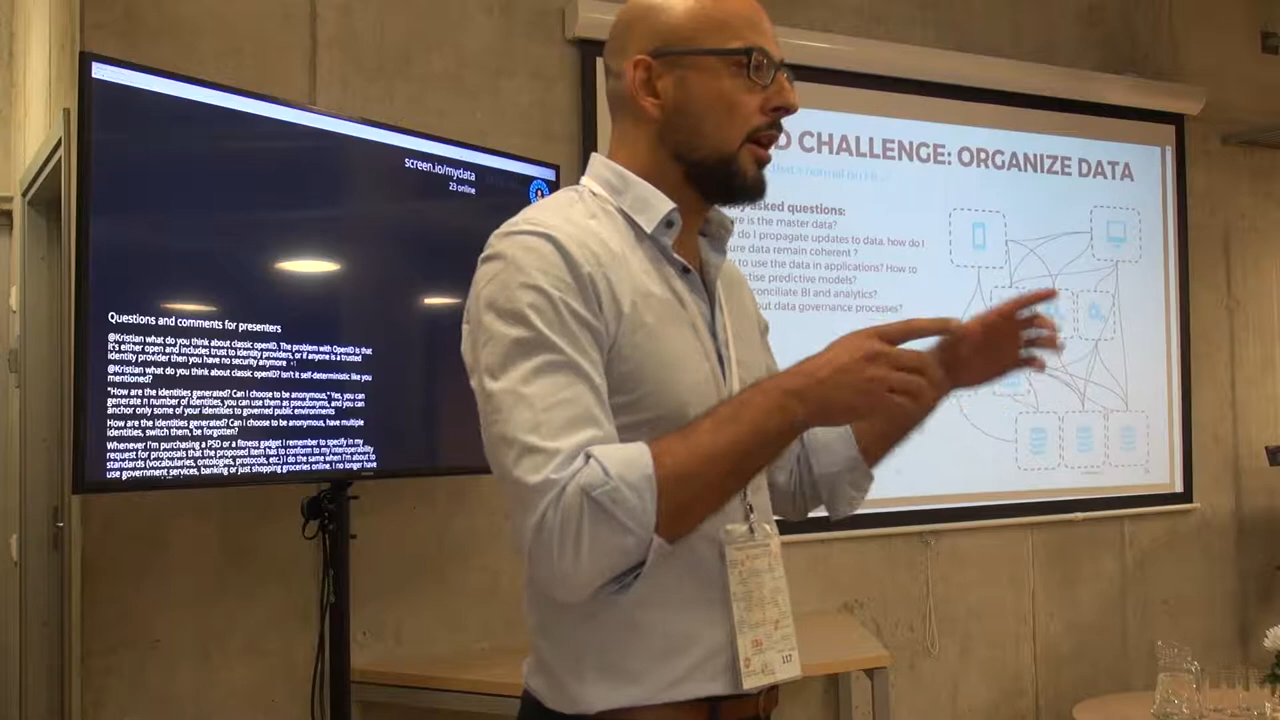 screen.io/mydata
23 online
Questions and comments for presenters
@Kristian what do you think about classic openID. The problem with OpenID is that
it's either open and includes trust to identity providers, or if anyone is a trusted
identity provider then you have no security anymore +1
@Kristian what do you think about classic openID? Isn't it self-deterministic like you
mentioned?
"How are the identities generated? Can I choose to be anonymous," Yes, you can
generate n number of identities, you can use them as pseudonyms, and you can
anchor only some of your identities to governed public environments
How are the identities generated? Can I choose to be anonymous, have multiple
identities, switch them, be forgotten?
Whenever I'm purchasing a PSD or a fitness gadget I remember to specify in my
request for proposals that the proposed item has to conform to my interoperability
standards (vocabularies, ontologies, protocols, etc.) I do the same when I'm about to
use government services, banking or just shopping groceries online. I no longer have
D CHALLENGE: ORGANIZE DATA
asked questions:
is the master data?
do I propagate updates to data, how do I
data remain coherent ?
to use the data in applications? How to
predictive models?
BI and analytics?
data governance processes?
117